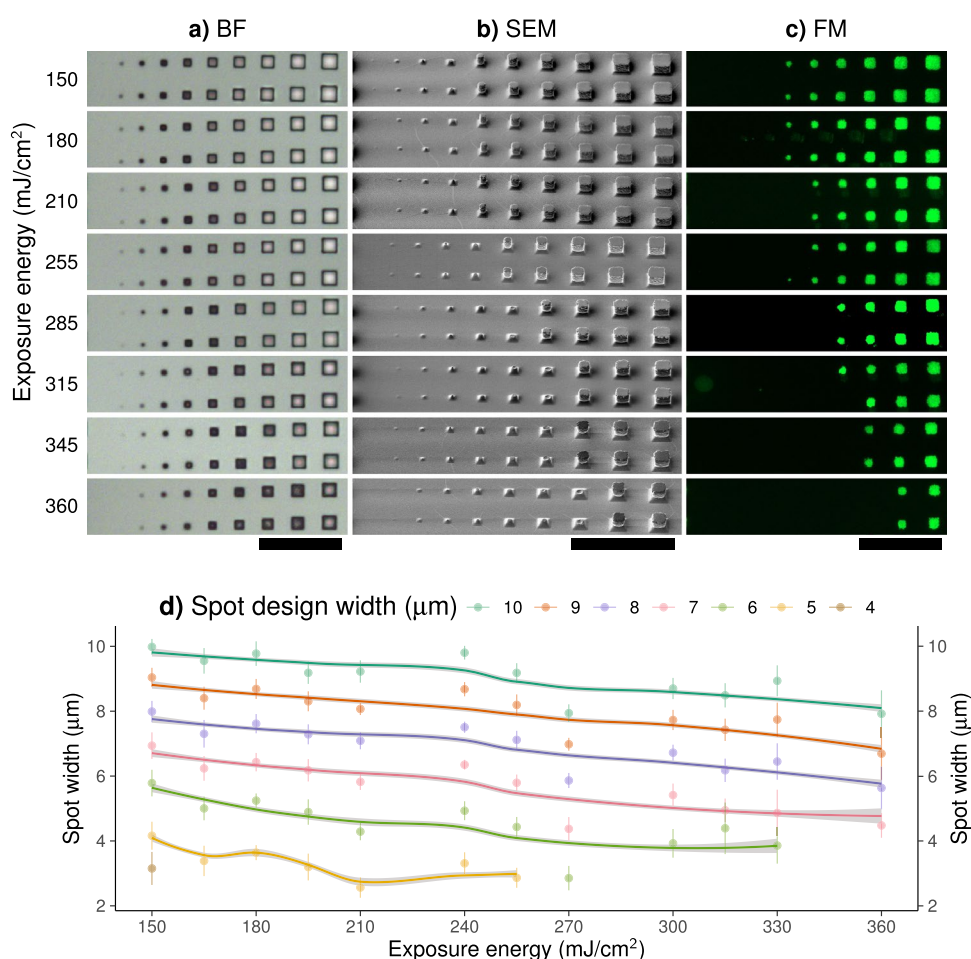 a) BF b) SEM c) FM
Exposure energy (mJ/cm²)
150
180
210
255
285
315
345
360
d) Spot design width (μm) 10 9 8 7 6 5 4
Spot width (μm)
10
8
6
4
2
10
8
6
4
2
Spot width (μm)
150 180 210 240 270 300 330 360
Exposure energy (mJ/cm²)